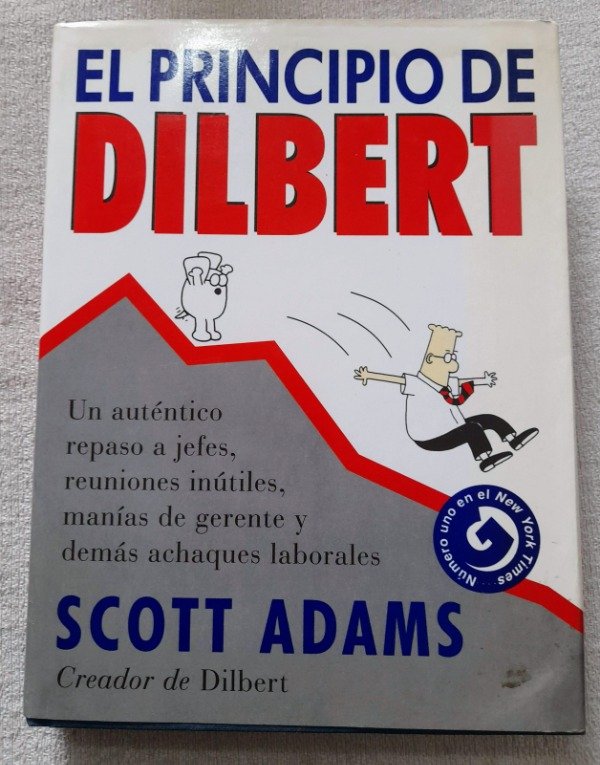 EL PRINCIPIO DE
DILBERT
Un auténtico
repaso a jefes,
reuniones inútiles,
manías de gerente y
demás achaques laborales
Número uno en el New York Times...
SCOTT ADAMS
Creador de Dilbert